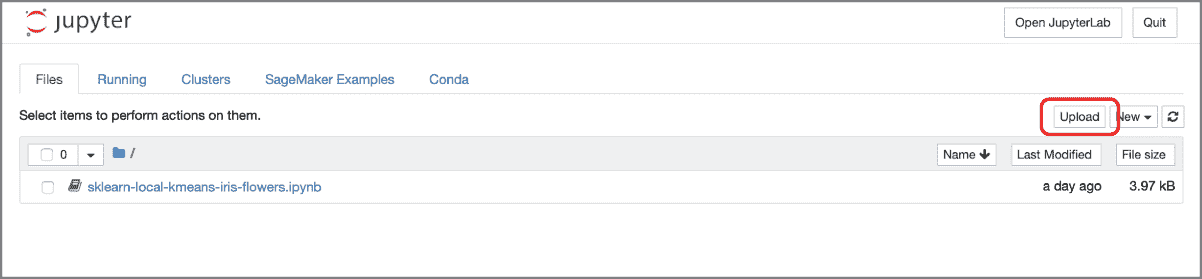 jupyter
Open JupyterLab Quit
Files Running Clusters SageMaker Examples Conda
Select items to perform actions on them.
Upload New
0 / Name Last Modified File size
sklearn-local-kmeans-iris-flowers.ipynb a day ago 3.97 kB